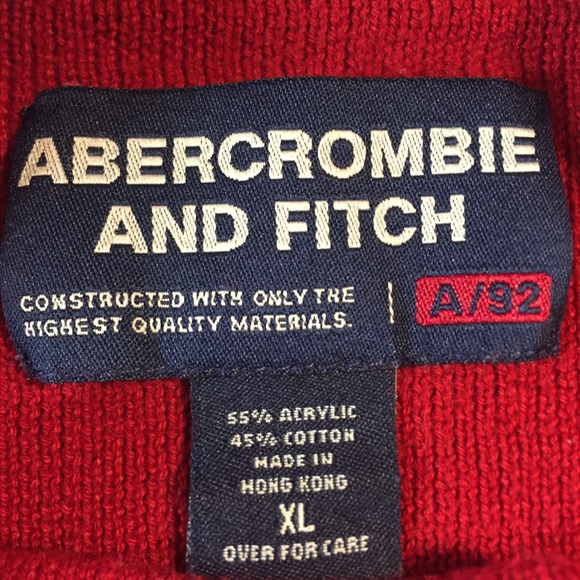 ABERCROMBIE
AND FITCH
CONSTRUCTED WITH ONLY THE
HIGHEST QUALITY MATERIALS.
A/92
55% ACRYLIC
45% COTTON
MADE IN
HONG KONG
XL
OVER FOR CARE